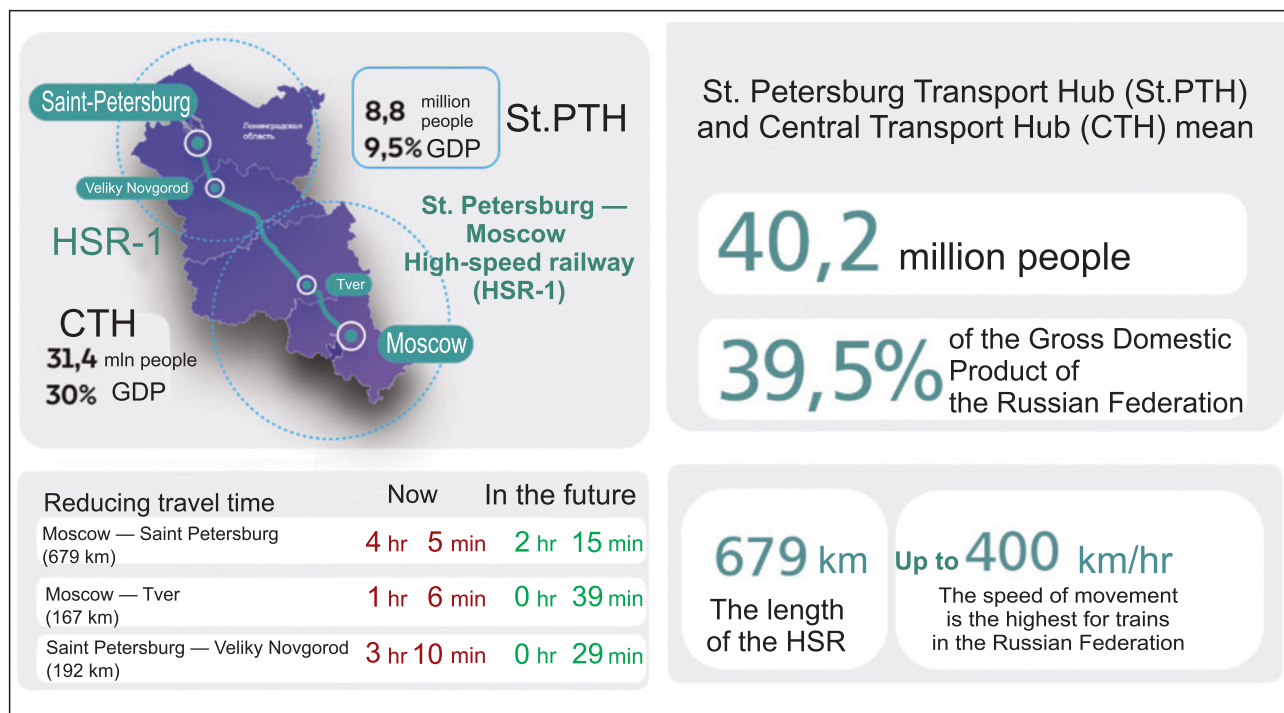 Saint-Petersburg
Ленинградская
область
8,8 million
people
9,5% GDP
St.PTH
Veliky Novgorod
HSR-1
St. Petersburg —
Moscow
High-speed railway
(HSR-1)
Tver
Moscow
CTH
31,4 mln people
30% GDP
St. Petersburg Transport Hub (St.PTH)
and Central Transport Hub (CTH) mean
40,2 million people
39,5% of the Gross Domestic
Product of
the Russian Federation
Reducing travel time Now In the future
Moscow — Saint Petersburg
(679 km)
4 hr 5 min 2 hr 15 min
Moscow — Tver
(167 km)
1 hr 6 min 0 hr 39 min
Saint Petersburg — Veliky Novgorod
(192 km)
3 hr 10 min 0 hr 29 min
679 km
The length
of the HSR
Up to 400 km/hr
The speed of movement
is the highest for trains
in the Russian Federation